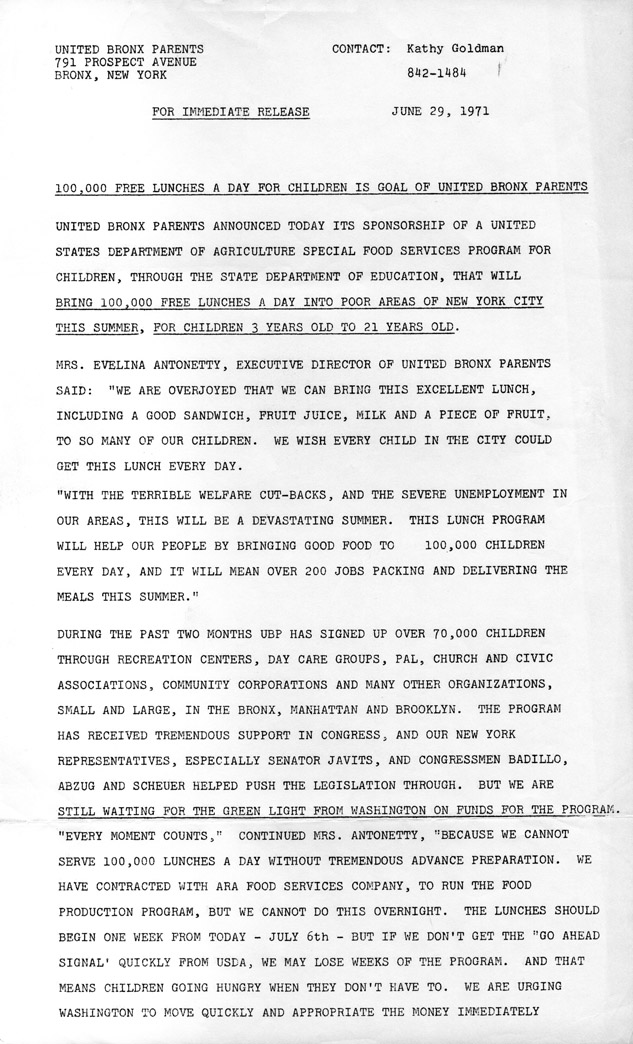 UNITED BRONX PARENTS CONTACT: Kathy Goldman
791 PROSPECT AVENUE
BRONX, NEW YORK 842-1484
FOR IMMEDIATE RELEASE JUNE 29, 1971
100,000 FREE LUNCHES A DAY FOR CHILDREN IS GOAL OF UNITED BRONX PARENTS
UNITED BRONX PARENTS ANNOUNCED TODAY ITS SPONSORSHIP OF A UNITED
STATES DEPARTMENT OF AGRICULTURE SPECIAL FOOD SERVICES PROGRAM FOR
CHILDREN, THROUGH THE STATE DEPARTMENT OF EDUCATION, THAT WILL
BRING 100,000 FREE LUNCHES A DAY INTO POOR AREAS OF NEW YORK CITY
THIS SUMMER, FOR CHILDREN 3 YEARS OLD TO 21 YEARS OLD.
MRS. EVELINA ANTONETTY, EXECUTIVE DIRECTOR OF UNITED BRONX PARENTS
SAID: "WE ARE OVERJOYED THAT WE CAN BRING THIS EXCELLENT LUNCH,
INCLUDING A GOOD SANDWICH, FRUIT JUICE, MILK AND A PIECE OF FRUIT,
TO SO MANY OF OUR CHILDREN. WE WISH EVERY CHILD IN THE CITY COULD
GET THIS LUNCH EVERY DAY.
"WITH THE TERRIBLE WELFARE CUT-BACKS, AND THE SEVERE UNEMPLOYMENT IN
OUR AREAS, THIS WILL BE A DEVASTATING SUMMER. THIS LUNCH PROGRAM
WILL HELP OUR PEOPLE BY BRINGING GOOD FOOD TO 100,000 CHILDREN
EVERY DAY, AND IT WILL MEAN OVER 200 JOBS PACKING AND DELIVERING THE
MEALS THIS SUMMER."
DURING THE PAST TWO MONTHS UBP HAS SIGNED UP OVER 70,000 CHILDREN
THROUGH RECREATION CENTERS, DAY CARE GROUPS, PAL, CHURCH AND CIVIC
ASSOCIATIONS, COMMUNITY CORPORATIONS AND MANY OTHER ORGANIZATIONS,
SMALL AND LARGE, IN THE BRONX, MANHATTAN AND BROOKLYN. THE PROGRAM
HAS RECEIVED TREMENDOUS SUPPORT IN CONGRESS, AND OUR NEW YORK
REPRESENTATIVES, ESPECIALLY SENATOR JAVITS, AND CONGRESSMEN BADILLO,
ABZUG AND SCHEUER HELPED PUSH THE LEGISLATION THROUGH. BUT WE ARE
STILL WAITING FOR THE GREEN LIGHT FROM WASHINGTON ON FUNDS FOR THE PROGRAM.
"EVERY MOMENT COUNTS," CONTINUED MRS. ANTONETTY, "BECAUSE WE CANNOT
SERVE 100,000 LUNCHES A DAY WITHOUT TREMENDOUS ADVANCE PREPARATION. WE
HAVE CONTRACTED WITH ARA FOOD SERVICES COMPANY, TO RUN THE FOOD
PRODUCTION PROGRAM, BUT WE CANNOT DO THIS OVERNIGHT. THE LUNCHES SHOULD
BEGIN ONE WEEK FROM TODAY - JULY 6th - BUT IF WE DON'T GET THE "GO AHEAD
SIGNAL' QUICKLY FROM USDA, WE MAY LOSE WEEKS OF THE PROGRAM. AND THAT
MEANS CHILDREN GOING HUNGRY WHEN THEY DON'T HAVE TO. WE ARE URGING
WASHINGTON TO MOVE QUICKLY AND APPROPRIATE THE MONEY IMMEDIATELY